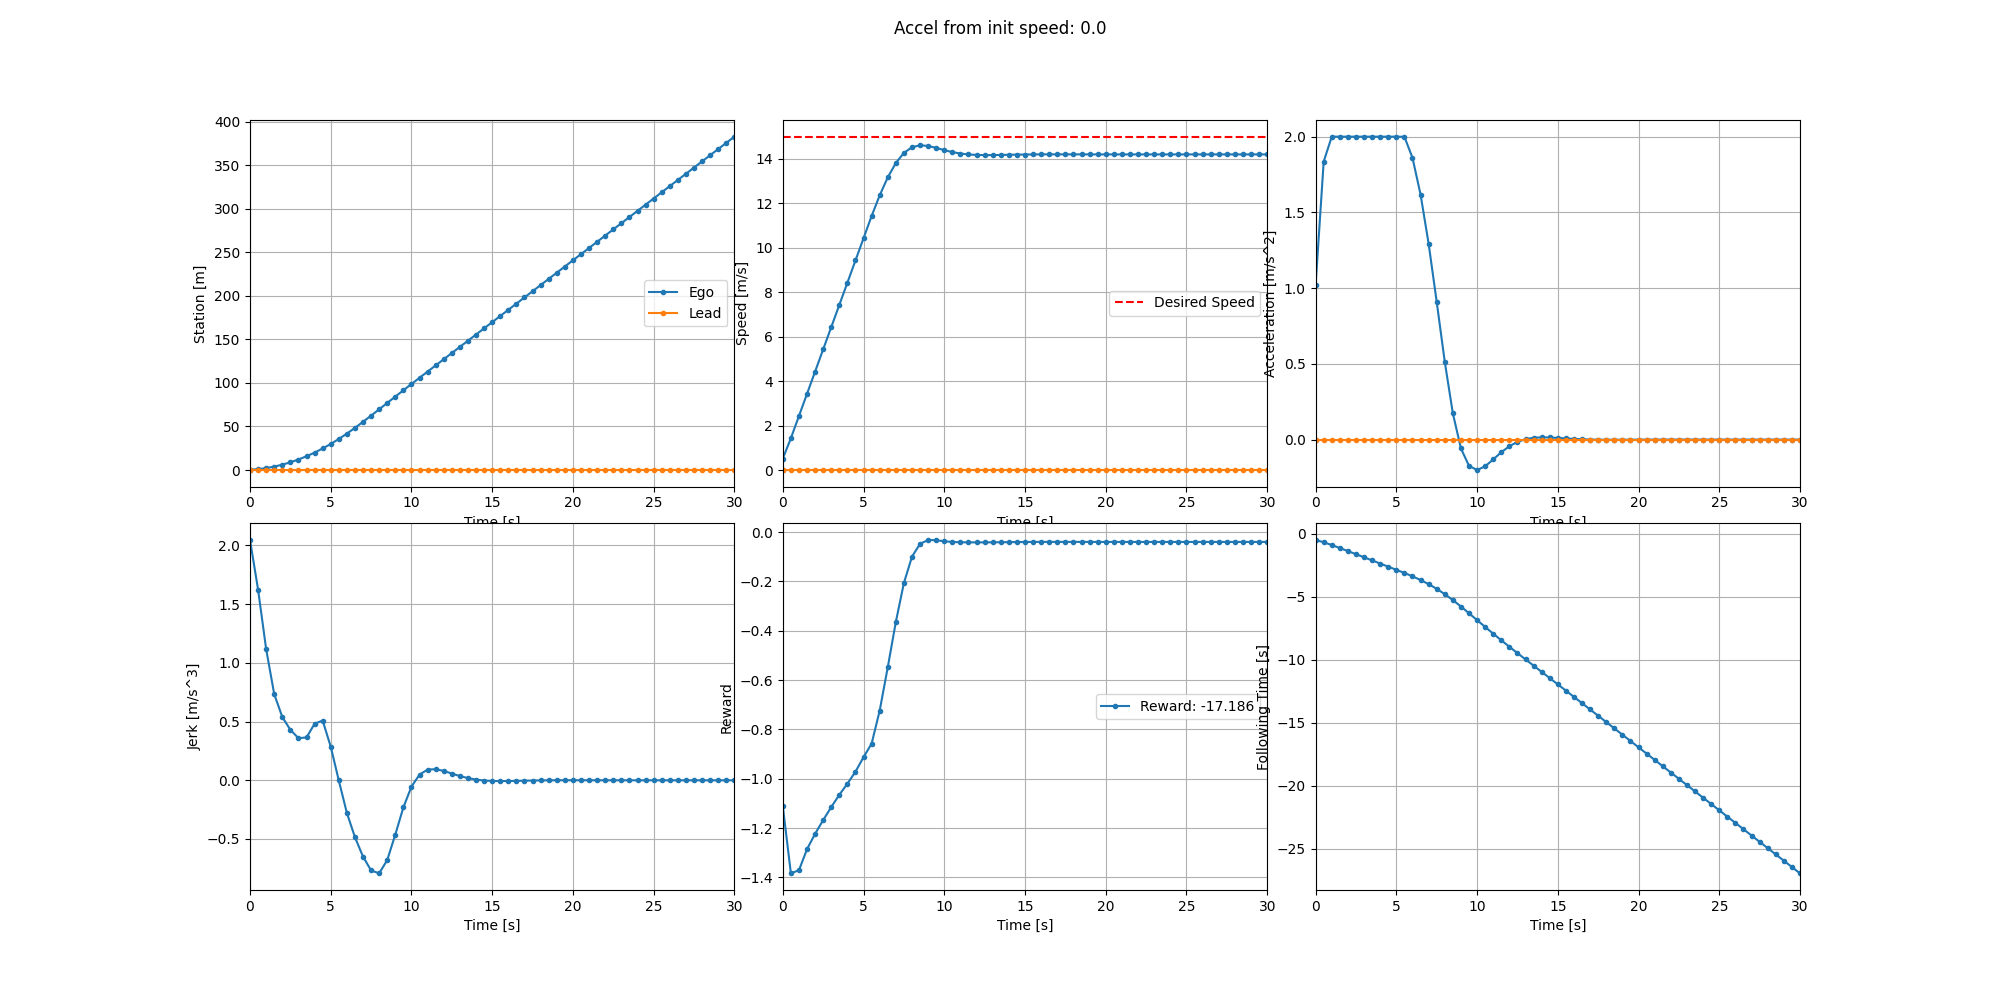 Accel from init speed: 0.0
400
350
300
250
200
150
100
50
0
Station [m]
Ego
Lead
0 5 10 15 20 25 30
Time [s]
14
12
10
8
6
4
2
0
Speed [m/s]
Desired Speed
0 5 10 15 20 25 30
Time [s]
2.0
1.5
1.0
0.5
0.0
Acceleration [m/s^2]
0 5 10 15 20 25 30
Time [s]
2.0
1.5
1.0
0.5
0.0
−0.5
Jerk [m/s^3]
0 5 10 15 20 25 30
Time [s]
0.0
−0.2
−0.4
−0.6
−0.8
−1.0
−1.2
−1.4
Reward
Reward: -17.186
0 5 10 15 20 25 30
Time [s]
0
−5
−10
−15
−20
−25
Following Time [s]
0 5 10 15 20 25 30
Time [s]